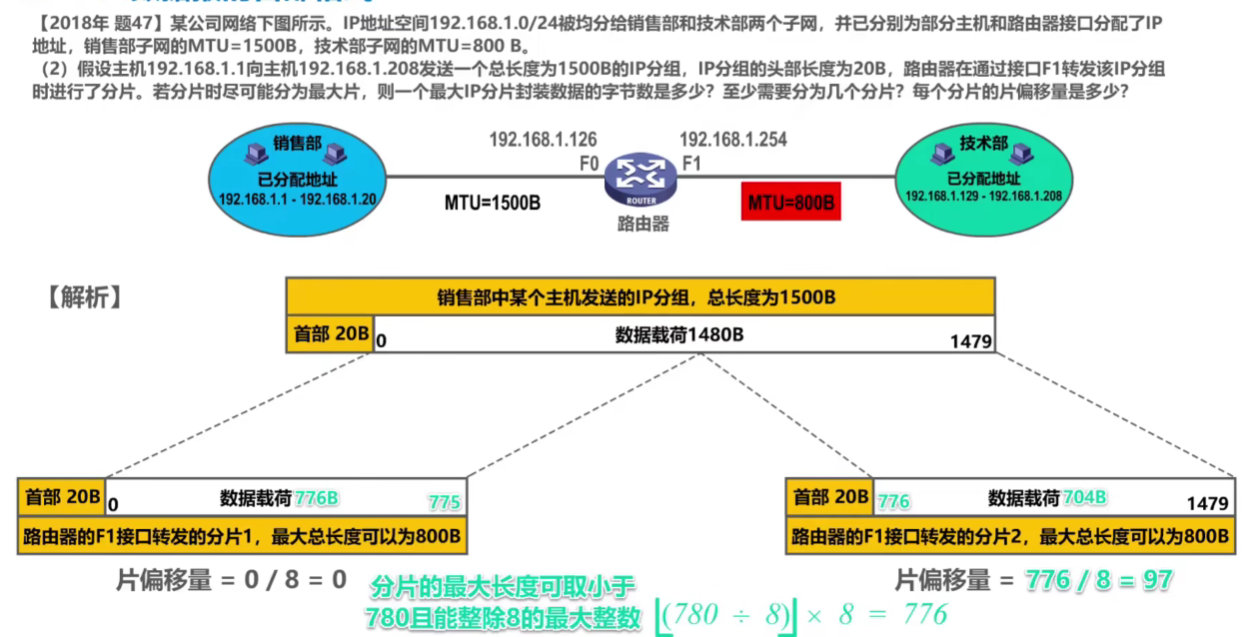 【2018年 题47】某公司网络下图所示。IP地址空间192.168.1.0/24被均分给销售部和技术部两个子网，并已分别为部分主机和路由器接口分配了IP
地址，销售部子网的MTU=1500B，技术部子网的MTU=800 B。
（2）假设主机192.168.1.1向主机192.168.1.208发送一个总长度为1500B的IP分组，IP分组的头部长度为20B，路由器在通过接口F1转发该IP分组
时进行了分片。若分片时尽可能分为最大片，则一个最大IP分片封装数据的字节数是多少？至少需要分为几个分片？每个分片的片偏移量是多少？
销售部
已分配地址
192.168.1.1 - 192.168.1.20
192.168.1.126
F0
MTU=1500B
ROUTER
路由器
192.168.1.254
F1
MTU=800B
技术部
已分配地址
192.168.1.129 - 192.168.1.208
【解析】
销售部中某个主机发送的IP分组，总长度为1500B
首部 20B 0 数据载荷1480B 1479
首部 20B 0 数据载荷776B 775
路由器的F1接口转发的分片1，最大总长度可以为800B
首部 20B 776 数据载荷704B 1479
路由器的F1接口转发的分片2，最大总长度可以为800B
片偏移量 = 0 / 8 = 0
片偏移量 = 776 / 8 = 97
分片的最大长度可取小于
780且能整除8的最大整数 ⌊(780 ÷ 8)⌋ × 8 = 776